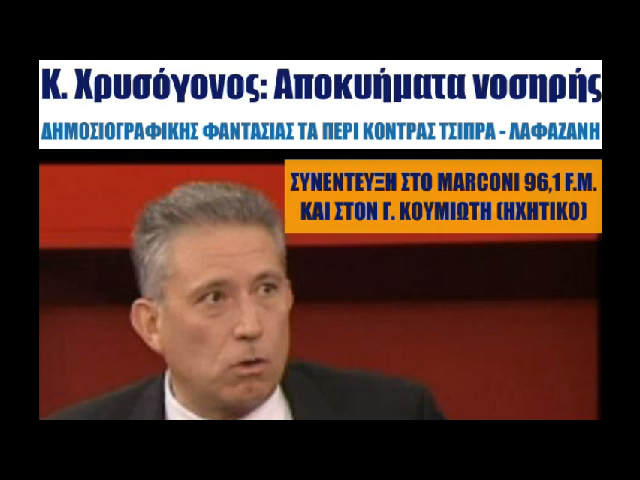 Κ. Χρυσόγονος: Αποκυήματα νοσηρής
ΔΗΜΟΣΙΟΓΡΑΦΙΚΗΣ ΦΑΝΤΑΣΙΑΣ ΤΑ ΠΕΡΙ ΚΟΝΤΡΑΣ ΤΣΙΠΡΑ - ΛΑΦΑΖΑΝΗ
ΣΥΝΕΝΤΕΥΞΗ ΣΤΟ MARCONI 96,1 F.M.
ΚΑΙ ΣΤΟΝ Γ. ΚΟΥΜΙΩΤΗ (ΗΧΗΤΙΚΟ)